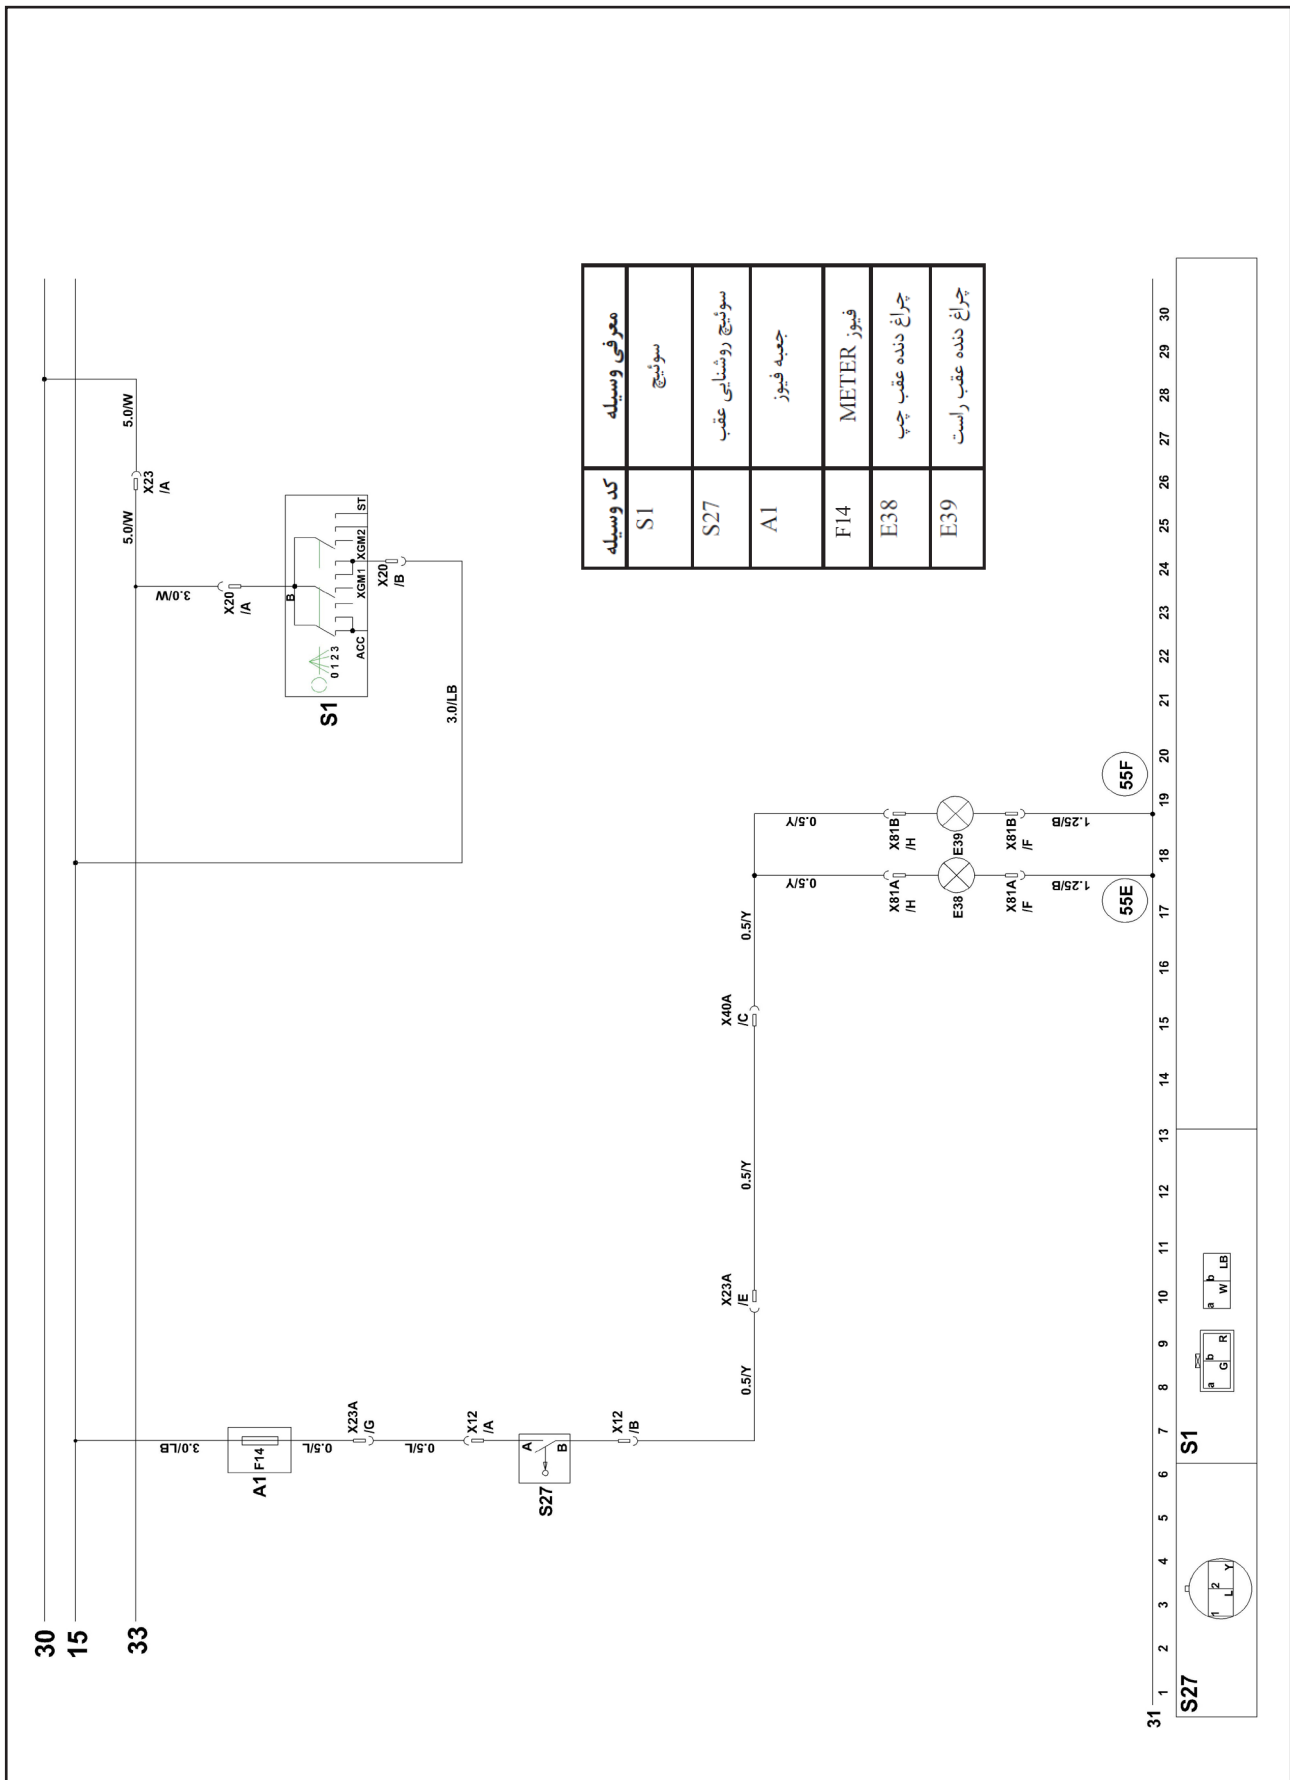 30
15
33
5.0/W
X23
/A
5.0/W
3.0/W
X20
/A
B
0 1 2 3
ACC
XGM1
XGM2
ST
S1
X20
/B
3.0/LB
3.0/LB
A1
F14
0.5/L
X23A
/G
0.5/L
X12
/A
A
B
S27
X12
/B
0.5/Y
X23A
/E
0.5/Y
X40A
/C
0.5/Y
0.5/Y
0.5/Y
X81A
/H
X81B
/H
E38
E39
X81A
/F
X81B
/F
1.25/B
1.25/B
55E
55F
کد وسیله معرفی وسیله
S1 سوئیچ
S27 سوئیچ روشنایی عقب
A1 جعبه فیوز
F14 فیوز METER
E38 چراغ دنده عقب چپ
E39 چراغ دنده عقب راست
31
1 2 3 4 5 6 7 8 9 10 11 12 13 14 15 16 17 18 19 20 21 22 23 24 25 26 27 28 29 30
S27
1 2
L Y
S1
a b
G R
a b
W LB